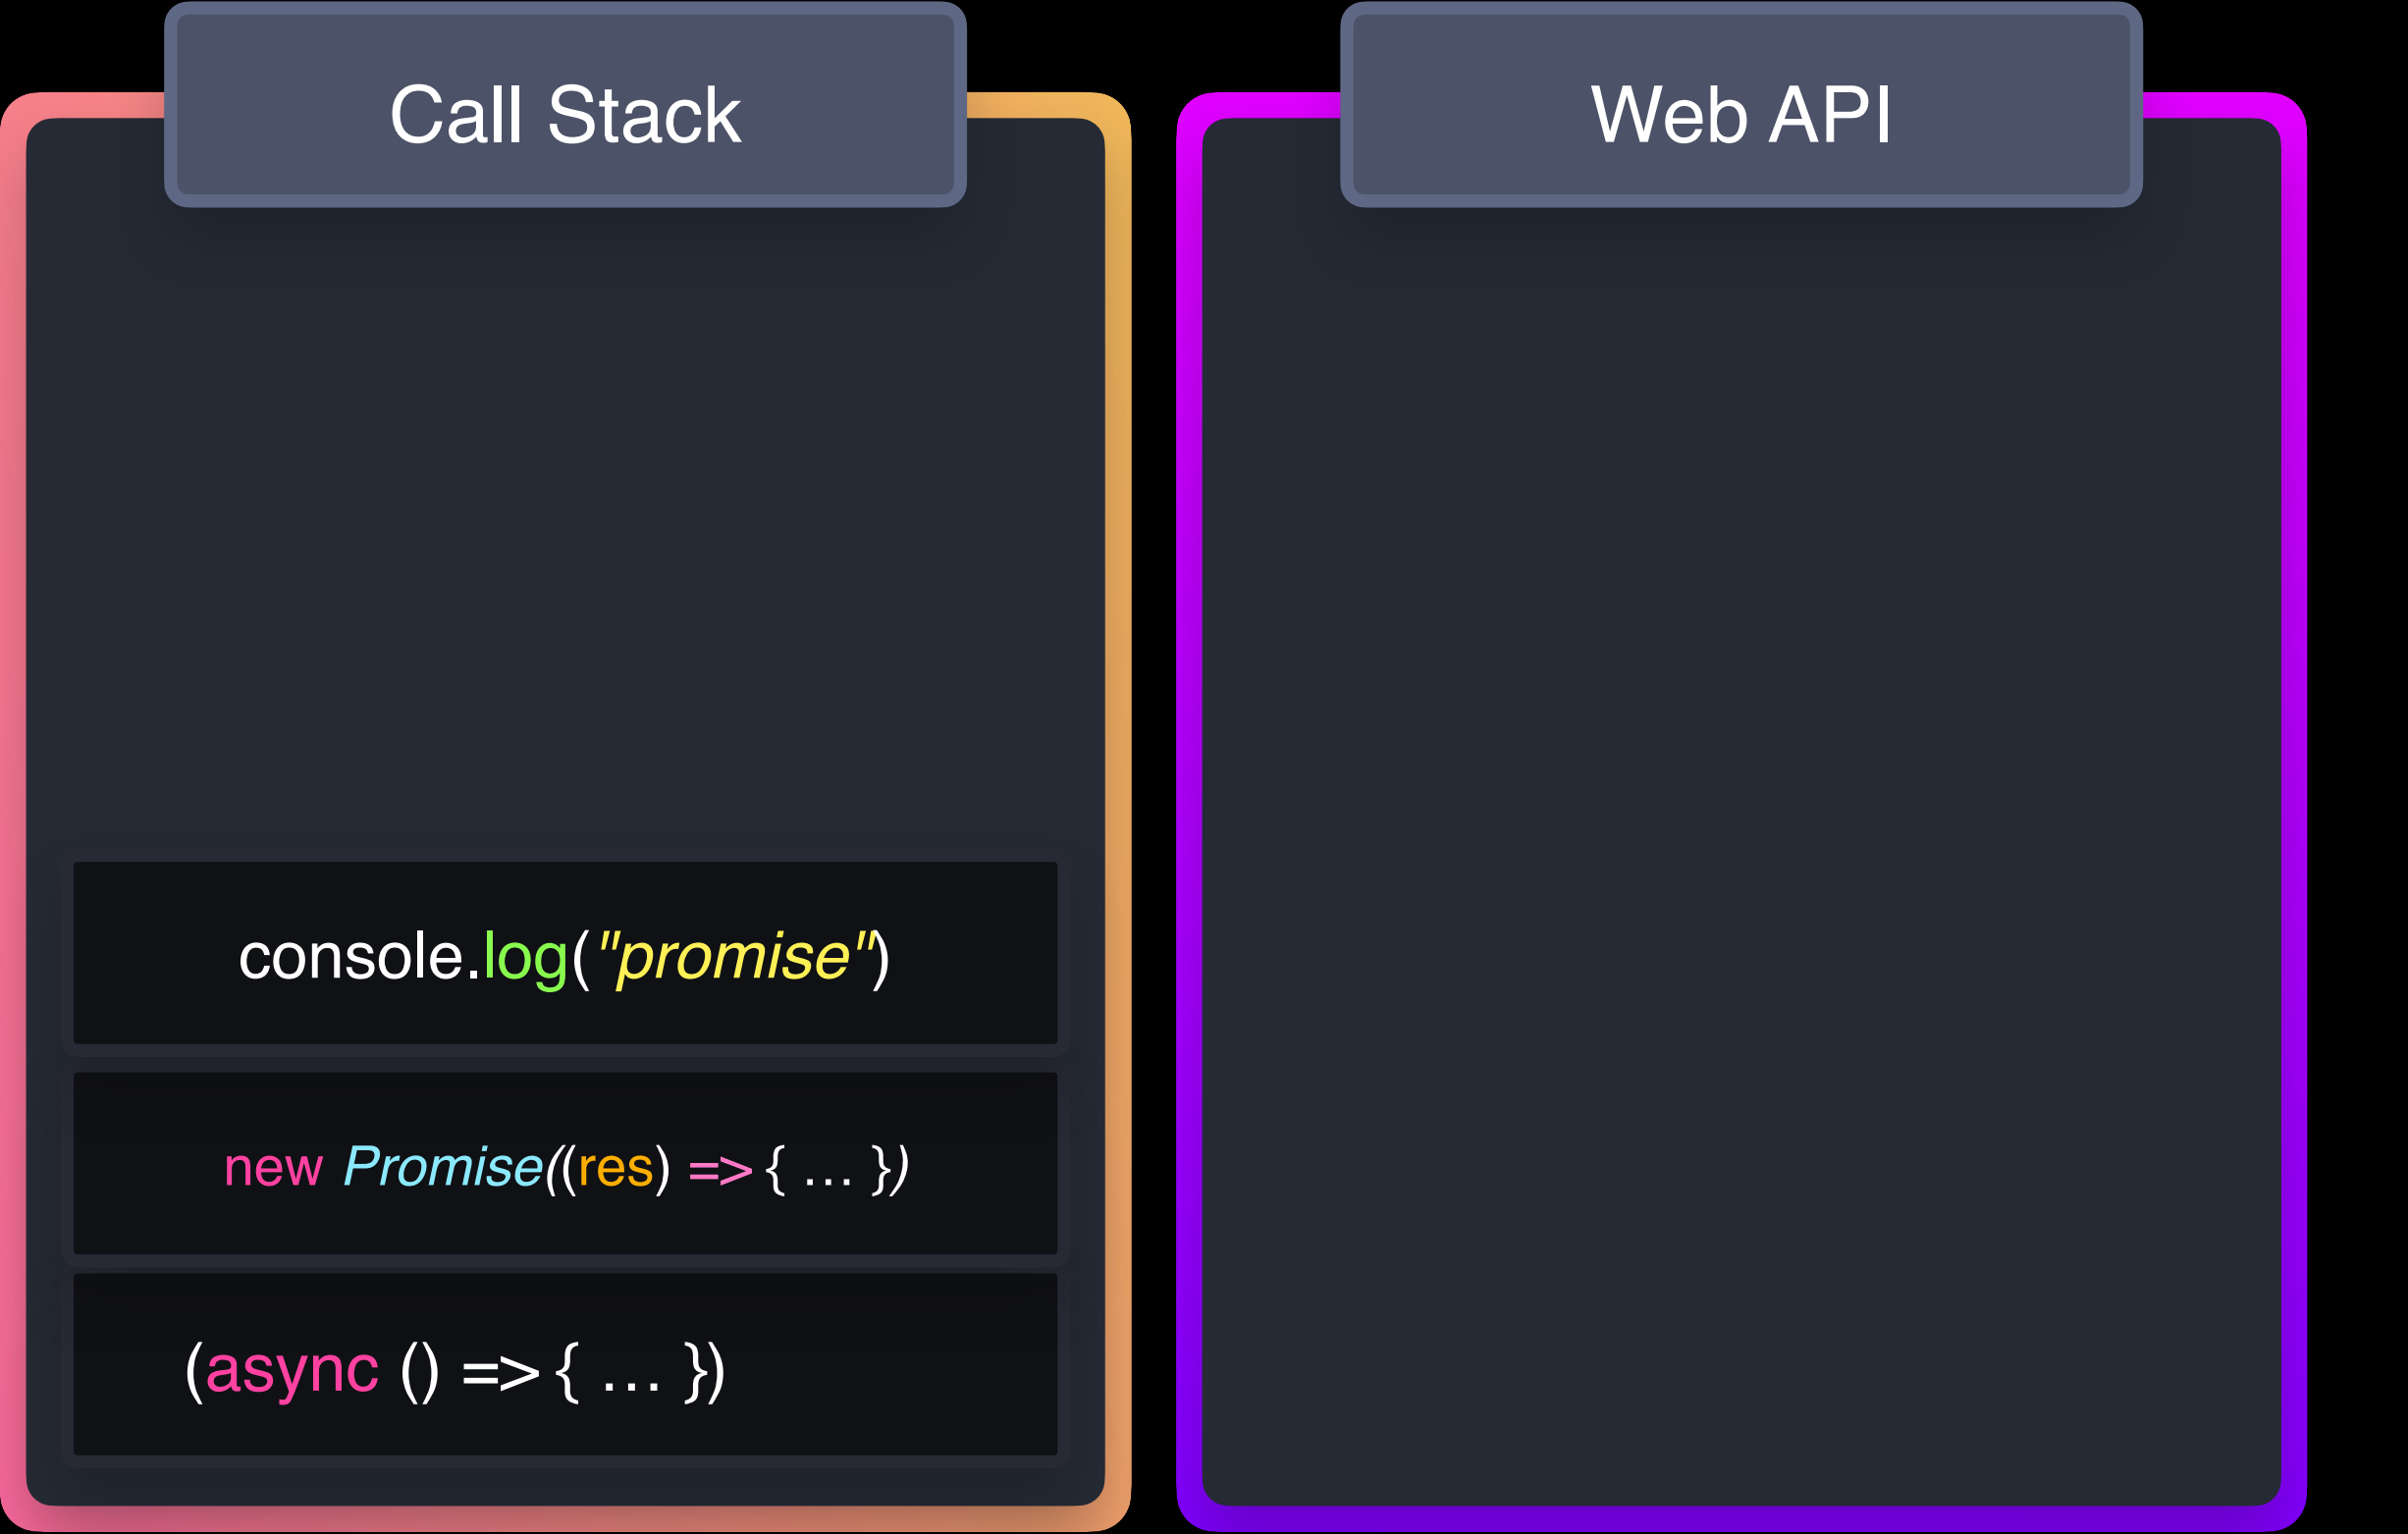 Call Stack
Web API
console.log("promise")
new Promise((res) => { ... })
(async () => { ... })